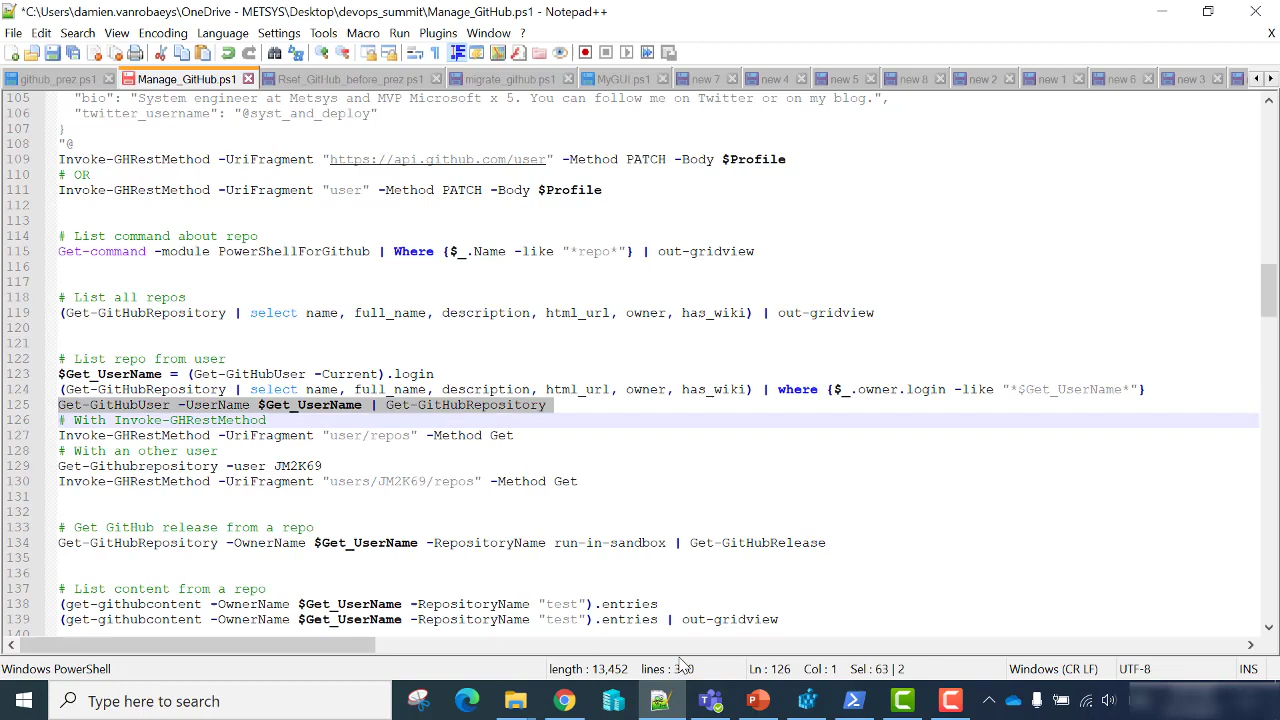 *C:\Users\damien.vanrobaeys\OneDrive - METSYS\Desktop\devops_summit\Manage_GitHub.ps1 - Notepad++
File Edit Search View Encoding Language Settings Tools Macro Run Plugins Window ? X
github_prez.ps1 Manage_GitHub.ps1 Rset_GitHub_before_prez.ps1 migrate_github.ps1 MyGUI.ps1 new 7 new 4 new 5 new 8 new 2 new 1 new 6 new 3
105 "bio": "System engineer at Metsys and MVP Microsoft x 5. You can follow me on Twitter or on my blog.",
106 "twitter_username": "@syst_and_deploy"
107 }
108 "@
109 Invoke-GHRestMethod -UriFragment "https://api.github.com/user" -Method PATCH -Body $Profile
110 # OR
111 Invoke-GHRestMethod -UriFragment "user" -Method PATCH -Body $Profile
112
113
114 # List command about repo
115 Get-command -module PowerShellForGithub | Where {$_.Name -like "*repo*"} | out-gridview
116
117
118 # List all repos
119 (Get-GitHubRepository | select name, full_name, description, html_url, owner, has_wiki) | out-gridview
120
121
122 # List repo from user
123 $Get_UserName = (Get-GitHubUser -Current).login
124 (Get-GitHubRepository | select name, full_name, description, html_url, owner, has_wiki) | where {$_.owner.login -like "*$Get_UserName*"}
125 Get-GitHubUser -UserName $Get_UserName | Get-GitHubRepository
126 # With Invoke-GHRestMethod
127 Invoke-GHRestMethod -UriFragment "user/repos" -Method Get
128 # With an other user
129 Get-Githubrepository -user JM2K69
130 Invoke-GHRestMethod -UriFragment "users/JM2K69/repos" -Method Get
131
132
133 # Get GitHub release from a repo
134 Get-GitHubRepository -OwnerName $Get_UserName -RepositoryName run-in-sandbox | Get-GitHubRelease
135
136
137 # List content from a repo
138 (get-githubcontent -OwnerName $Get_UserName -RepositoryName "test").entries
139 (get-githubcontent -OwnerName $Get_UserName -RepositoryName "test").entries | out-gridview
140
Windows PowerShell length : 13,452 lines : Ln : 126 Col : 1 Sel : 63 | 2 Windows (CR LF) UTF-8 INS
Type here to search